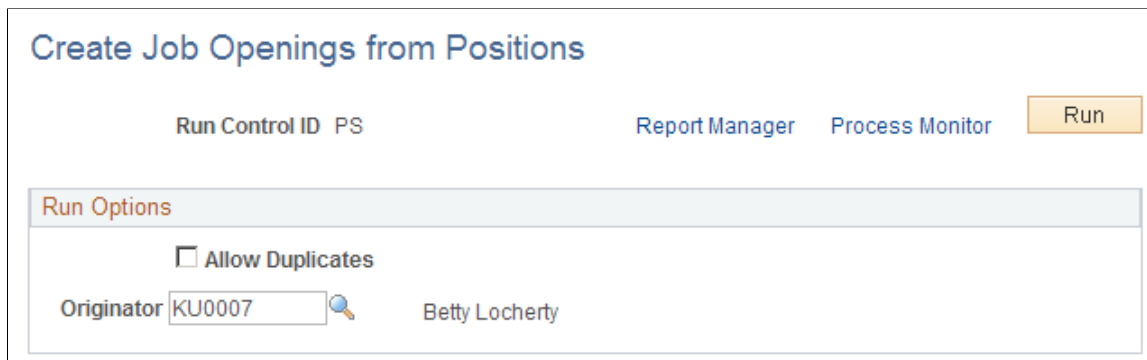 Create Job Openings from Positions
Run Control ID PS Report Manager Process Monitor Run
Run Options
Allow Duplicates
Originator KU0007 Betty Locherty